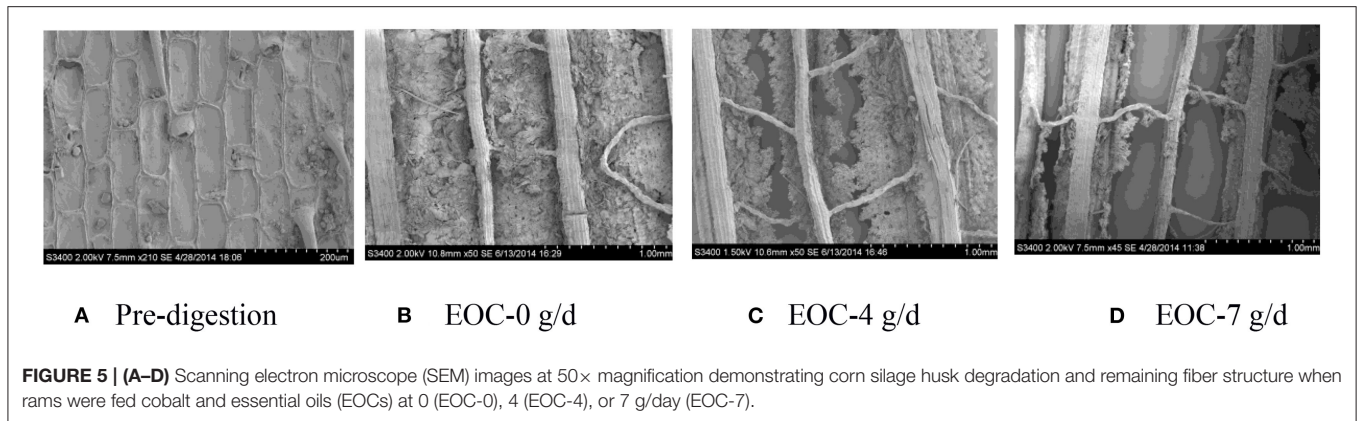 S3400 2.00kV 7.5mm x210 SE 4/28/2014 18:06 200um
S3400 2.00kV 10.8mm x50 SE 6/13/2014 16:29 1.00mm
S3400 1.50kV 10.6mm x50 SE 6/13/2014 16:46 1.00mm
S3400 2.00kV 7.5mm x45 SE 4/28/2014 11:38 1.00mm
A Pre-digestion
B EOC-0 g/d
C EOC-4 g/d
D EOC-7 g/d
FIGURE 5 | (A–D) Scanning electron microscope (SEM) images at 50× magnification demonstrating corn silage husk degradation and remaining fiber structure when
rams were fed cobalt and essential oils (EOCs) at 0 (EOC-0), 4 (EOC-4), or 7 g/day (EOC-7).